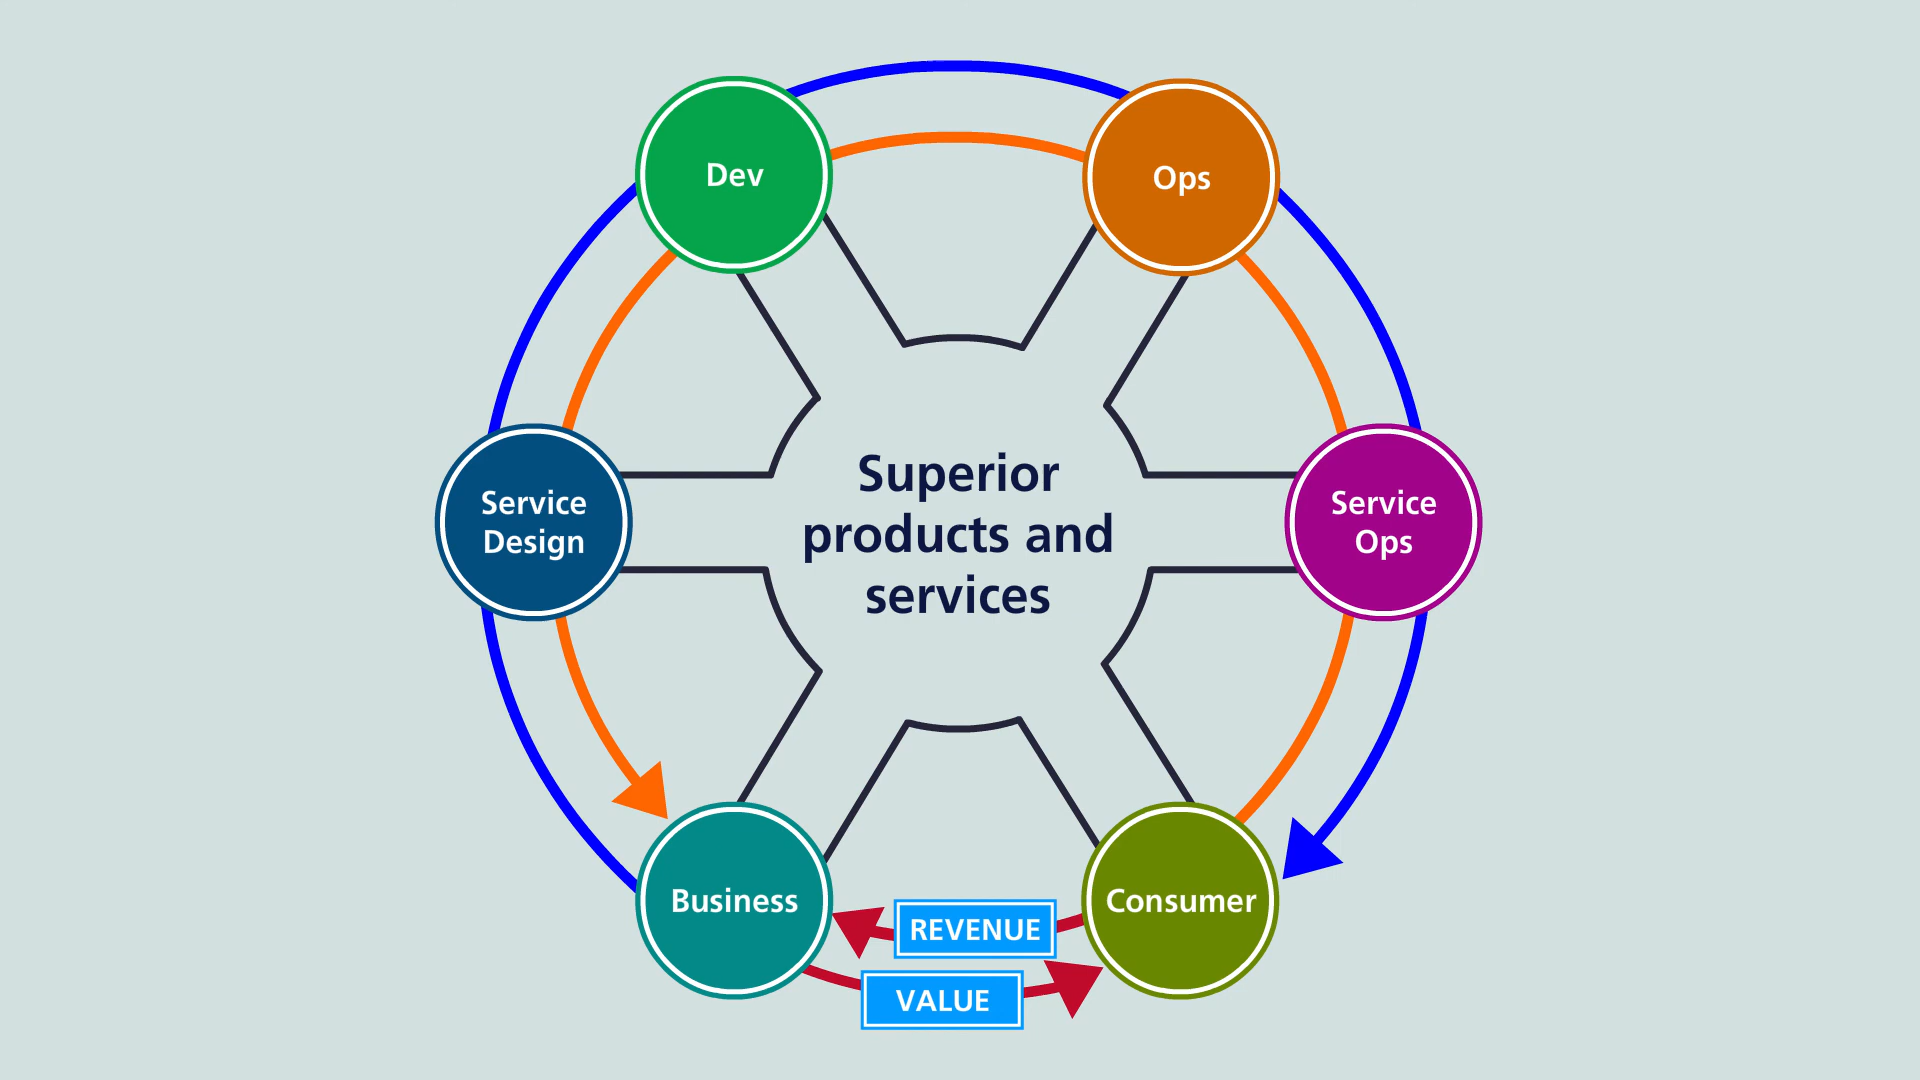 Dev
Ops
Service
Design
Superior
products and
services
Service
Ops
Business
REVENUE
VALUE
Consumer